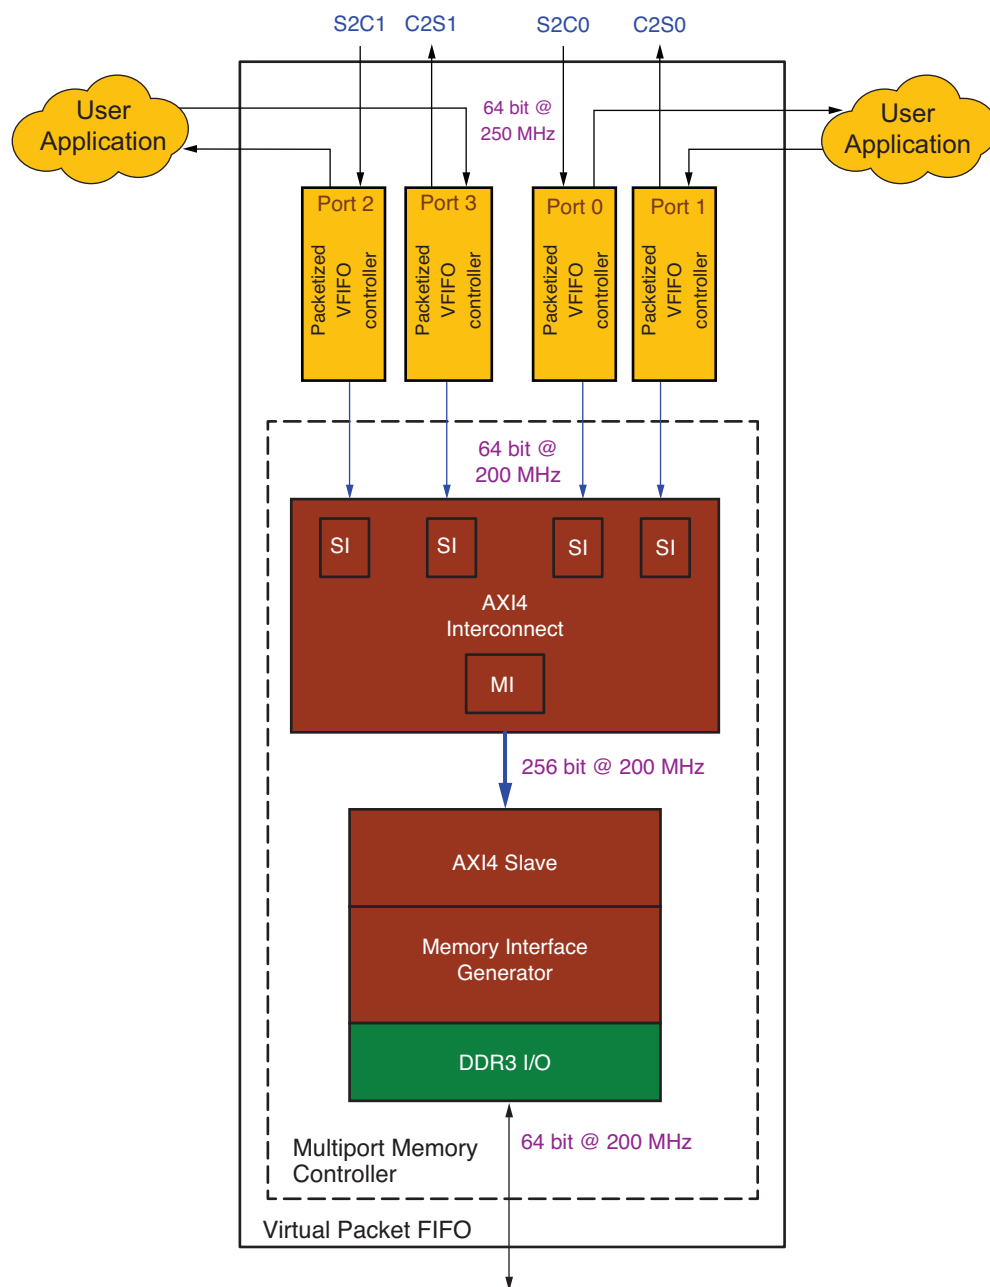 S2C1
C2S1
S2C0
C2S0
User
Application
64 bit @
250 MHz
User
Application
Port 2
Packetized
VFIFO
controller
Port 3
Packetized
VFIFO
controller
Port 0
Packetized
VFIFO
controller
Port 1
Packetized
VFIFO
controller
64 bit @
200 MHz
SI
SI
SI
SI
AXI4
Interconnect
MI
256 bit @ 200 MHz
AXI4 Slave
Memory Interface
Generator
DDR3 I/O
64 bit @ 200 MHz
Multiport Memory
Controller
Virtual Packet FIFO